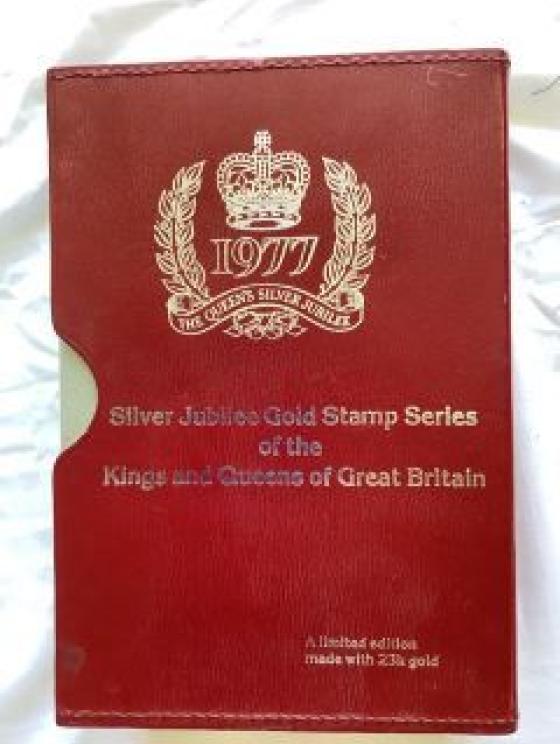 1977
THE QUEEN'S SILVER JUBILEE
Silver Jubilee Gold Stamp Series
of the
Kings and Queens of Great Britain
A limited edition
made with 23k gold